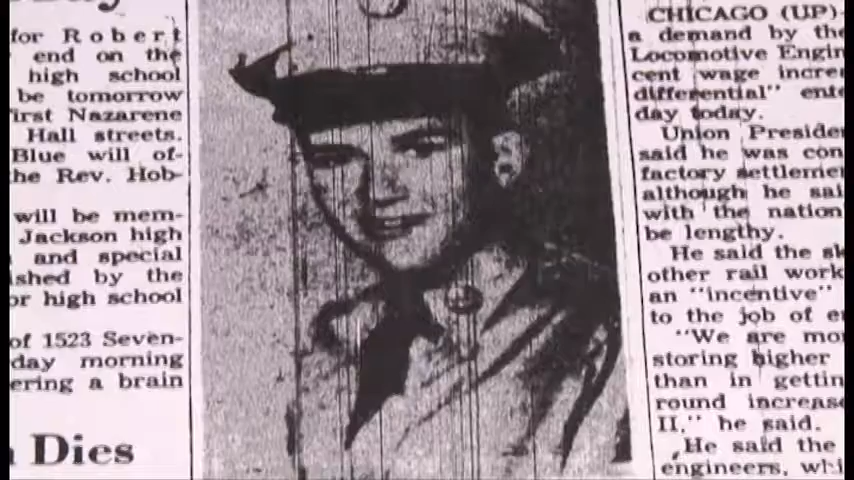 for Robert
end on the
high school
be tomorrow
irst Nazarene
Hall streets.
Blue will of-
he Rev. Hob-
will be mem-
Jackson high
and special
shed by the
or high school
of 1523 Seven-
day morning
ering a brain
Dies
CHICAGO (UP)
a demand by the
Locomotive Engin
cent wage incre
differential" ente
day today.
Union Presiden
said he was con
factory settleme
although he sai
with the nation
be lengthy.
He said the sk
other rail work
an "incentive"
to the job of e
"We are mo
storing higher
than in gettin
round increase
II," he said.
He said the
engineers, whi